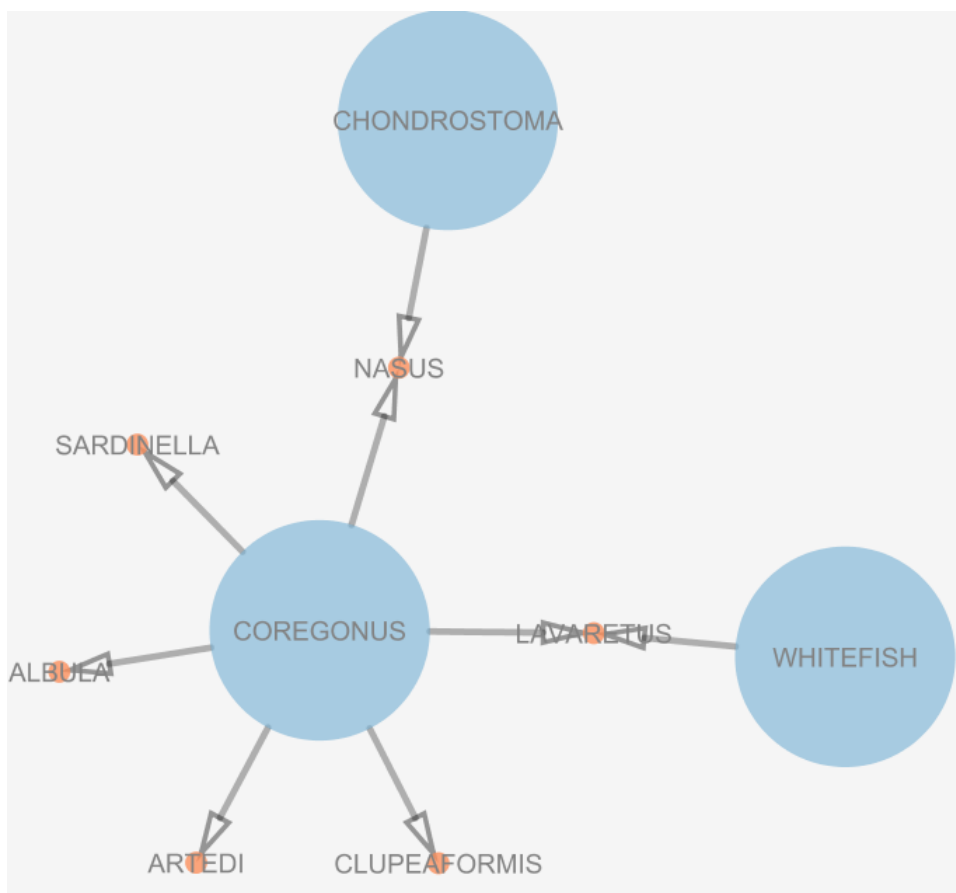 CHONDROSTOMA
NASUS
SARDINELLA
COREGONUS
LAVARETUS
WHITEFISH
ALBULA
ARTEDI
CLUPEAFORMIS